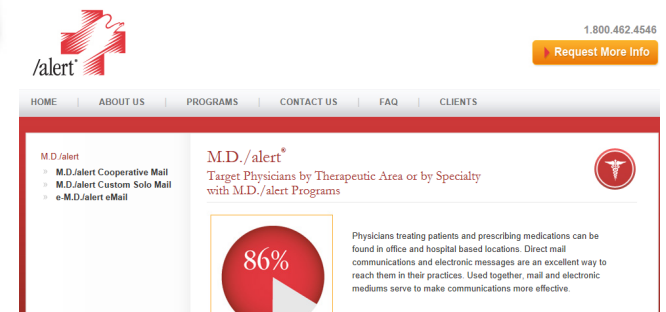 1.800.462.4546
/alert®
Request More Info
HOME | ABOUT US | PROGRAMS | CONTACT US | FAQ | CLIENTS
M.D./alert
» M.D./alert Cooperative Mail
» M.D./alert Custom Solo Mail
» e-M.D./alert eMail
M.D./alert®
Target Physicians by Therapeutic Area or by Specialty
with M.D./alert Programs
86%
Physicians treating patients and prescribing medications can be
found in office and hospital based locations. Direct mail
communications and electronic messages are an excellent way to
reach them in their practices. Used together, mail and electronic
mediums serve to make communications more effective.